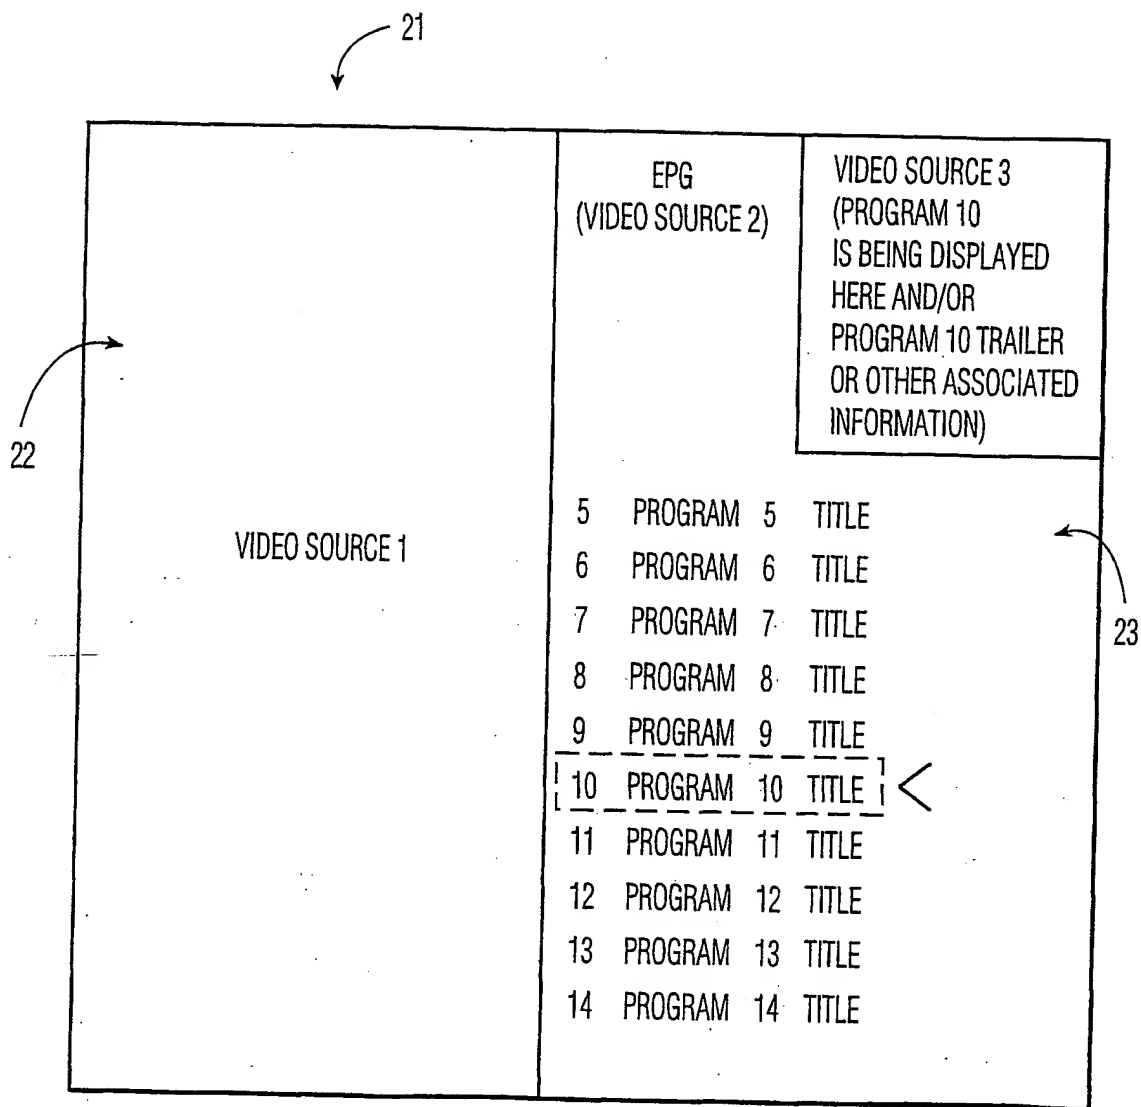 21
EPG
(VIDEO SOURCE 2)
VIDEO SOURCE 3
(PROGRAM 10
IS BEING DISPLAYED
HERE AND/OR
PROGRAM 10 TRAILER
OR OTHER ASSOCIATED
INFORMATION)
22
VIDEO SOURCE 1
5 PROGRAM 5 TITLE
6 PROGRAM 6 TITLE
7 PROGRAM 7 TITLE
8 PROGRAM 8 TITLE
9 PROGRAM 9 TITLE
10 PROGRAM 10 TITLE
11 PROGRAM 11 TITLE
12 PROGRAM 12 TITLE
13 PROGRAM 13 TITLE
14 PROGRAM 14 TITLE
23